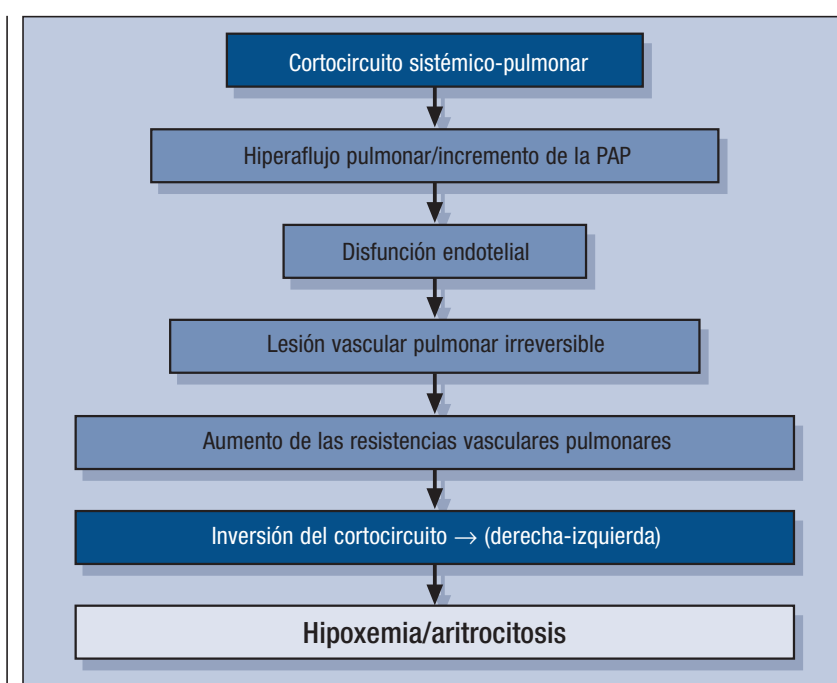 Cortocircuito sistémico-pulmonar
Hiperaflujo pulmonar/incremento de la PAP
Disfunción endotelial
Lesión vascular pulmonar irreversible
Aumento de las resistencias vasculares pulmonares
Inversión del cortocircuito → (derecha-izquierda)
Hipoxemia/aritrocitosis